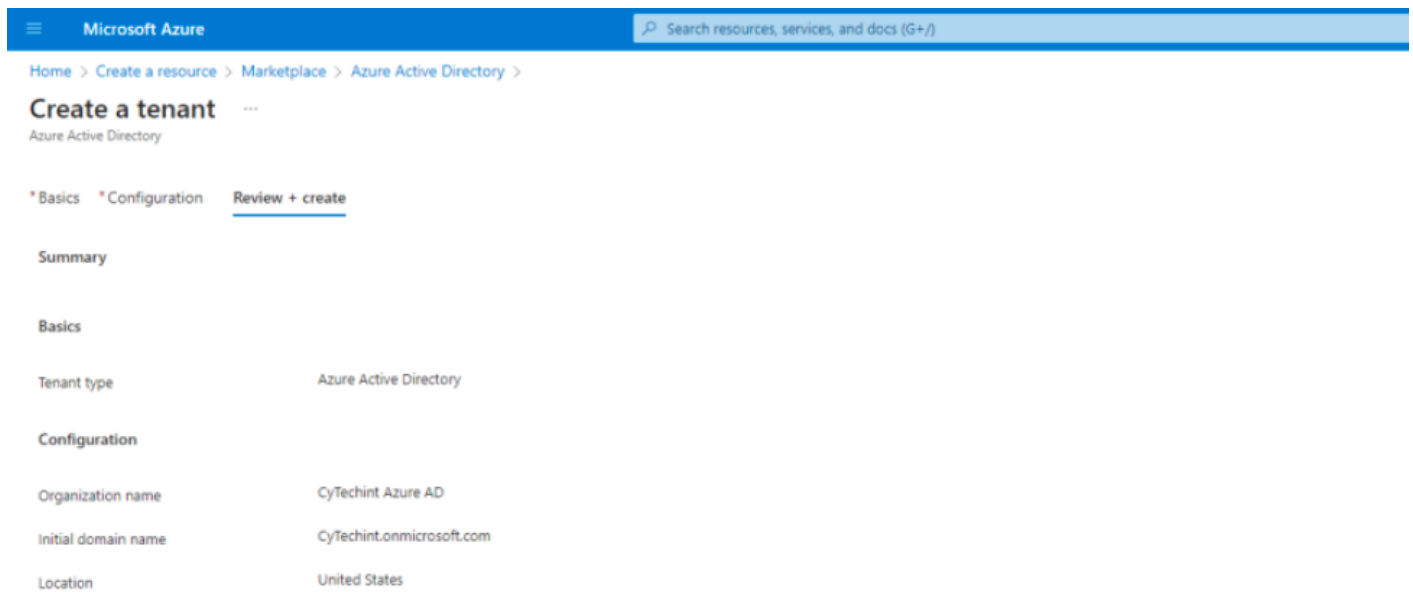 Microsoft Azure Search resources, services, and docs (G+/)
Home > Create a resource > Marketplace > Azure Active Directory >
Create a tenant ...
Azure Active Directory
* Basics * Configuration Review + create
Summary
Basics
Tenant type Azure Active Directory
Configuration
Organization name CyTechint Azure AD
Initial domain name CyTechint.onmicrosoft.com
Location United States